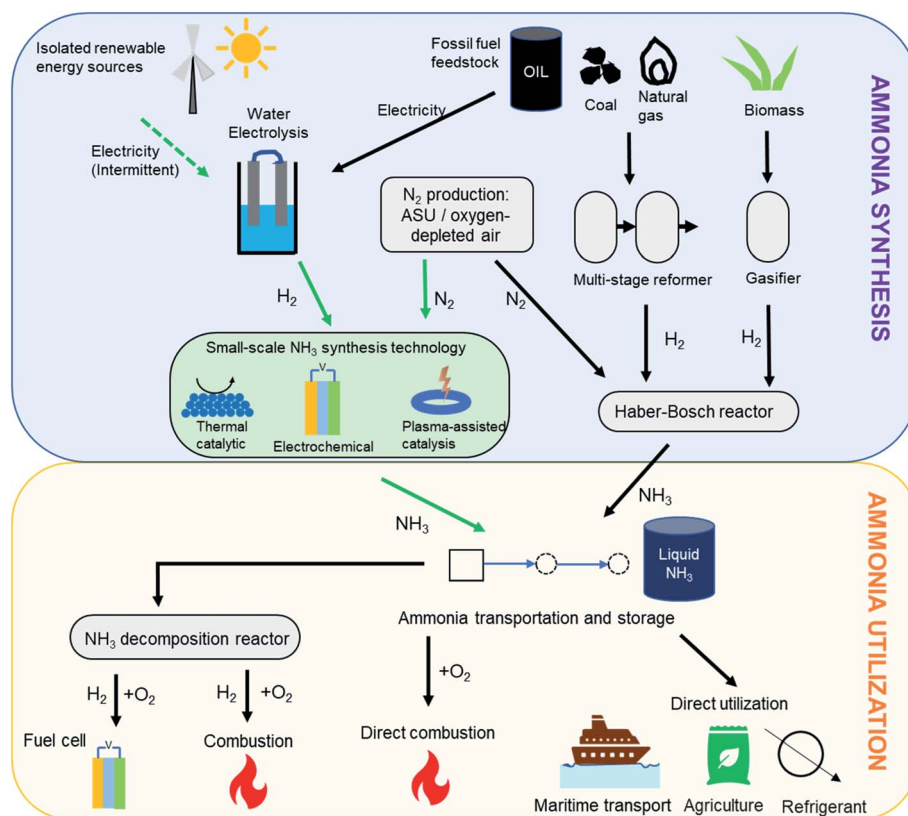 Isolated renewable
energy sources
Fossil fuel
feedstock
OIL
Coal
Natural
gas
Biomass
AMMONIA SYNTHESIS
Water
Electrolysis
Electricity
Electricity
(Intermittent)
N₂ production:
ASU / oxygen-
depleted air
Multi-stage reformer
Gasifier
H₂
N₂
N₂
H₂
H₂
Small-scale NH₃ synthesis technology
V
Thermal
catalytic
Electrochemical
Plasma-assisted
catalysis
Haber-Bosch reactor
NH₃
NH₃
AMMONIA UTILIZATION
Liquid
NH₃
Ammonia transportation and storage
NH₃ decomposition reactor
H₂ +O₂
H₂ +O₂
+O₂
Direct utilization
Fuel cell
V
Combustion
Direct combustion
Maritime transport
Agriculture
Refrigerant